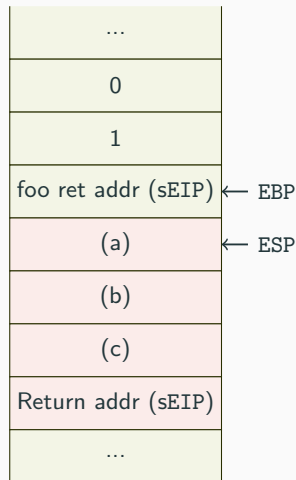 ...
0
1
foo ret addr (sEIP) ← EBP
(a) ← ESP
(b)
(c)
Return addr (sEIP)
...